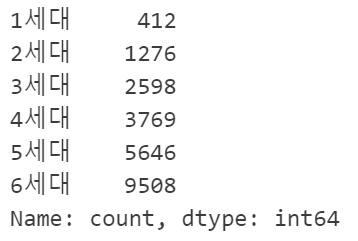 1세대     412
2세대    1276
3세대    2598
4세대    3769
5세대    5646
6세대    9508
Name: count, dtype: int64